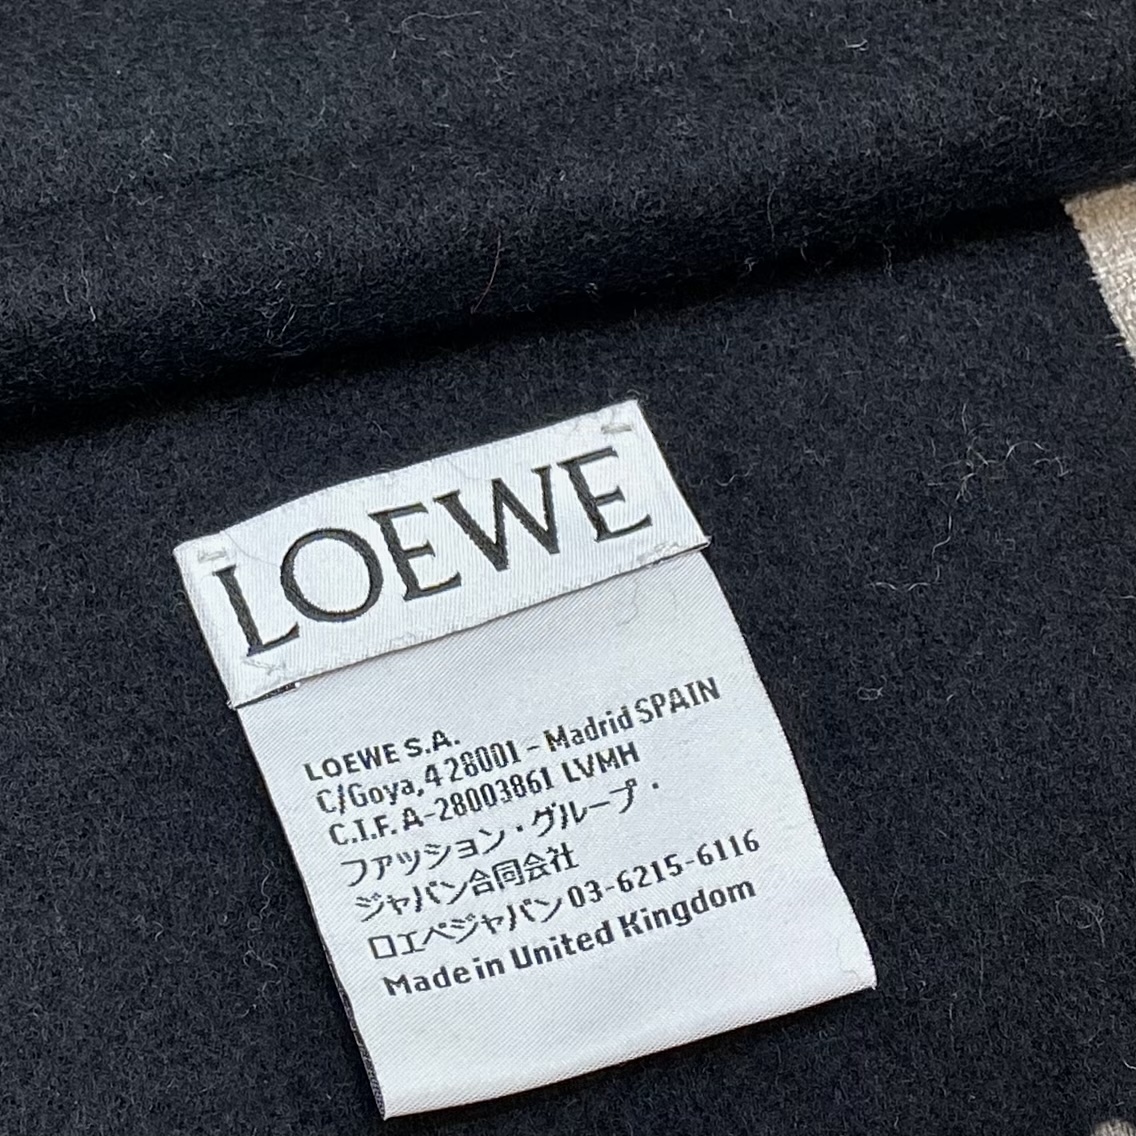 LOEWE
LOEWE S.A.
C/Goya,4 28001 - Madrid SPAIN
C.I.F. A-28003861 LVMH
ファッション・グループ・
ジャパン合同会社
ロエベジャパン 03-6215-6116
Made in United Kingdom